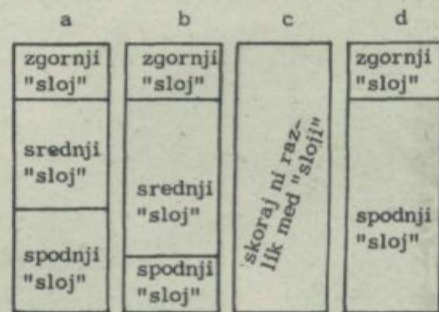 a b c d
zgornji
"sloj"
srednji
"sloj"
spodnji
"sloj"
zgornji
"sloj"
srednji
"sloj"
spodnji
"sloj"
skoraj ni raz-
lik med "sloji"
zgornji
"sloj"
spodnji
"sloj"